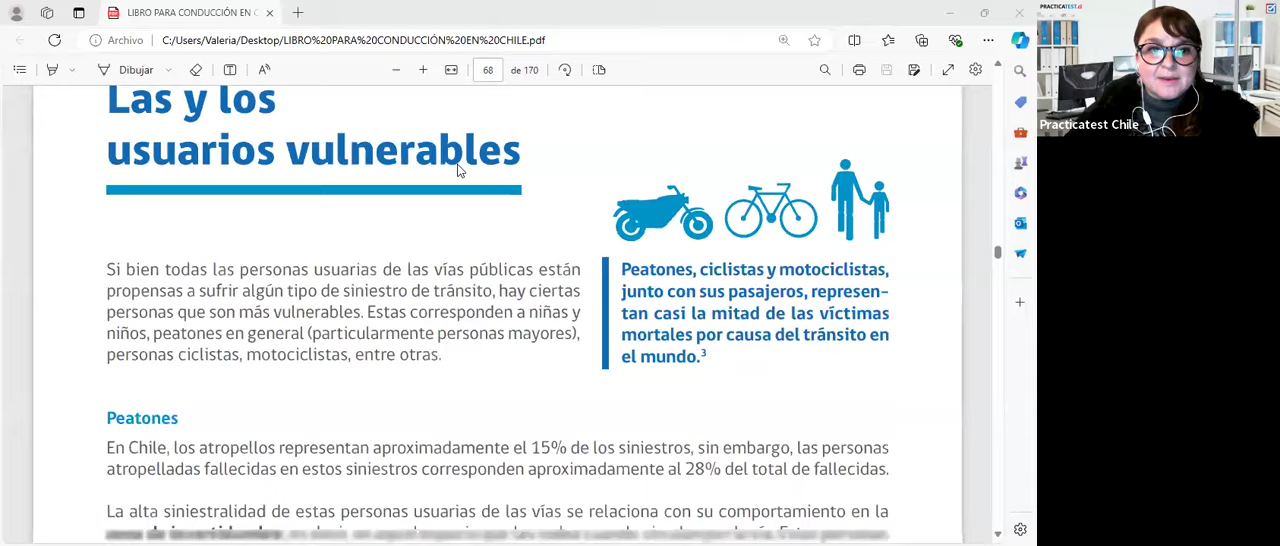 LIBRO PARA CONDUCCIÓN EN C
Archivo
C:/Users/Valeria/Desktop/LIBRO%20PARA%20CONDUCCIÓN%20EN%20CHILE.pdf
Dibujar
68
de 170
Las y los
usuarios vulnerables
Si bien todas las personas usuarias de las vías públicas están
propensas a sufrir algún tipo de siniestro de tránsito, hay ciertas
personas que son más vulnerables. Estas corresponden a niñas y
niños, peatones en general (particularmente personas mayores),
personas ciclistas, motociclistas, entre otras.
Peatones, ciclistas y motociclistas,
junto con sus pasajeros, represen-
tan casi la mitad de las víctimas
mortales por causa del tránsito en
el mundo.³
Peatones
En Chile, los atropellos representan aproximadamente el 15% de los siniestros, sin embargo, las personas
atropelladas fallecidas en estos siniestros corresponden aproximadamente al 28% del total de fallecidas.
La alta siniestralidad de estas personas usuarias de las vías se relaciona con su comportamiento en la
PRACTICATEST.cl
Practicatest Chile